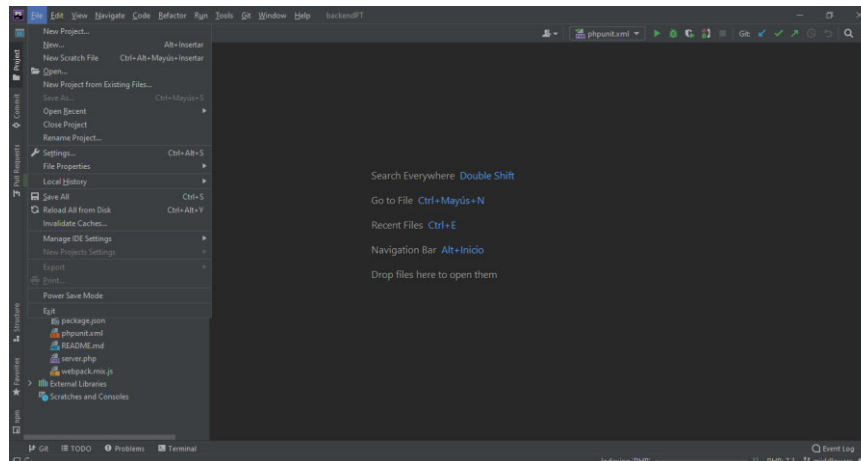 File Edit View Navigate Code Refactor Run Tools Git Window Help backendPT
phpunit.xml Git:
New Project...
New... Alt+Insertar
New Scratch File Ctrl+Alt+Mayús+Insertar
Open...
New Project from Existing Files...
Save As... Ctrl+Mayús+S
Open Recent
Close Project
Rename Project...
Settings... Ctrl+Alt+S
File Properties
Local History
Save All Ctrl+S
Reload All from Disk Ctrl+Alt+Y
Invalidate Caches...
Manage IDE Settings
New Projects Settings
Export
Print...
Power Save Mode
Exit
package.json
phpunit.xml
README.md
server.php
webpack.mix.js
External Libraries
Scratches and Consoles
Project
Commit
Pull Requests
Structure
Favorites
npm
Search Everywhere Double Shift
Go to File Ctrl+Mayús+N
Recent Files Ctrl+E
Navigation Bar Alt+Inicio
Drop files here to open them
Git TODO Problems Terminal Event Log